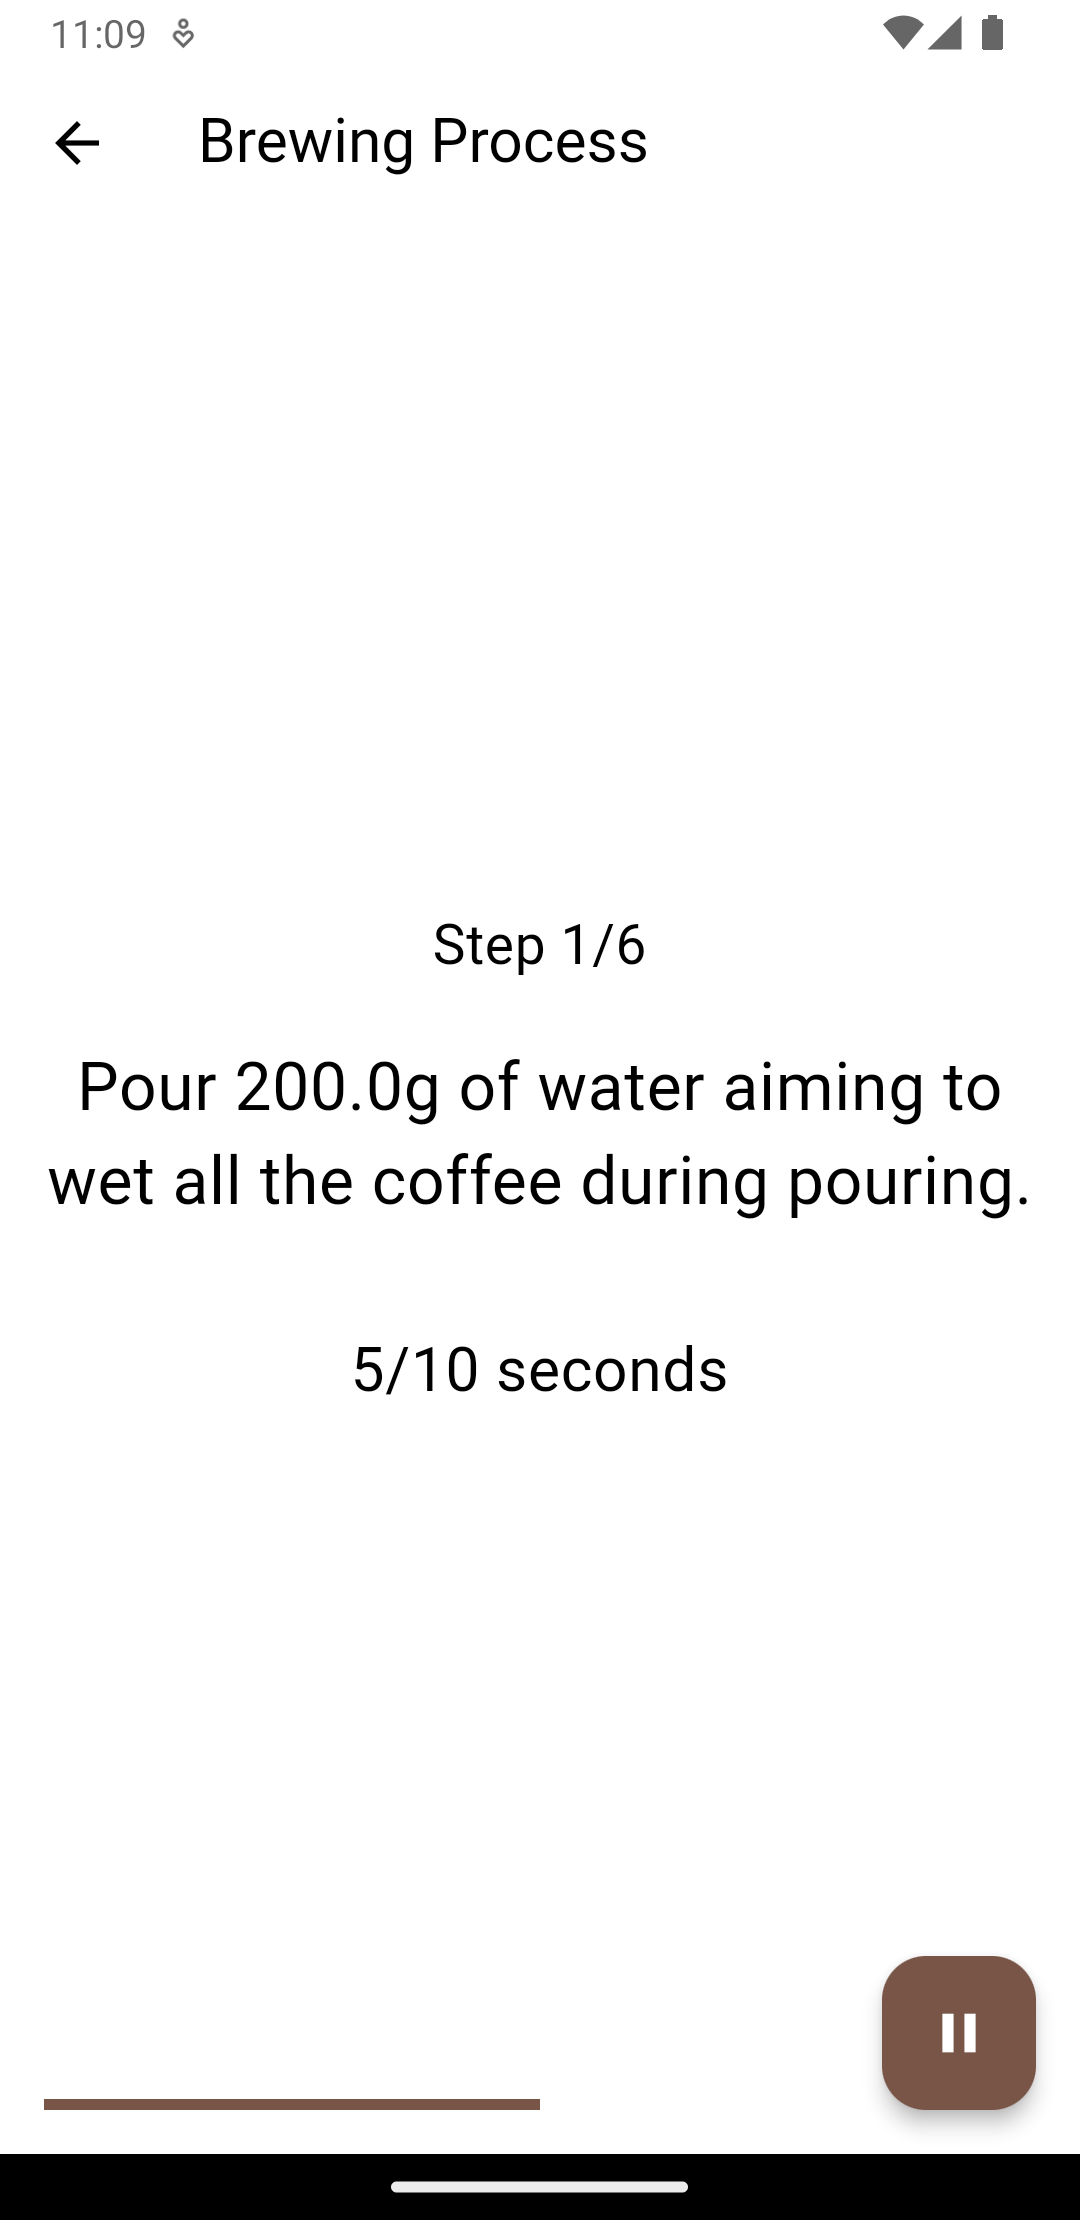 11:09
Brewing Process
Step 1/6
Pour 200.0g of water aiming to
wet all the coffee during pouring.
5/10 seconds